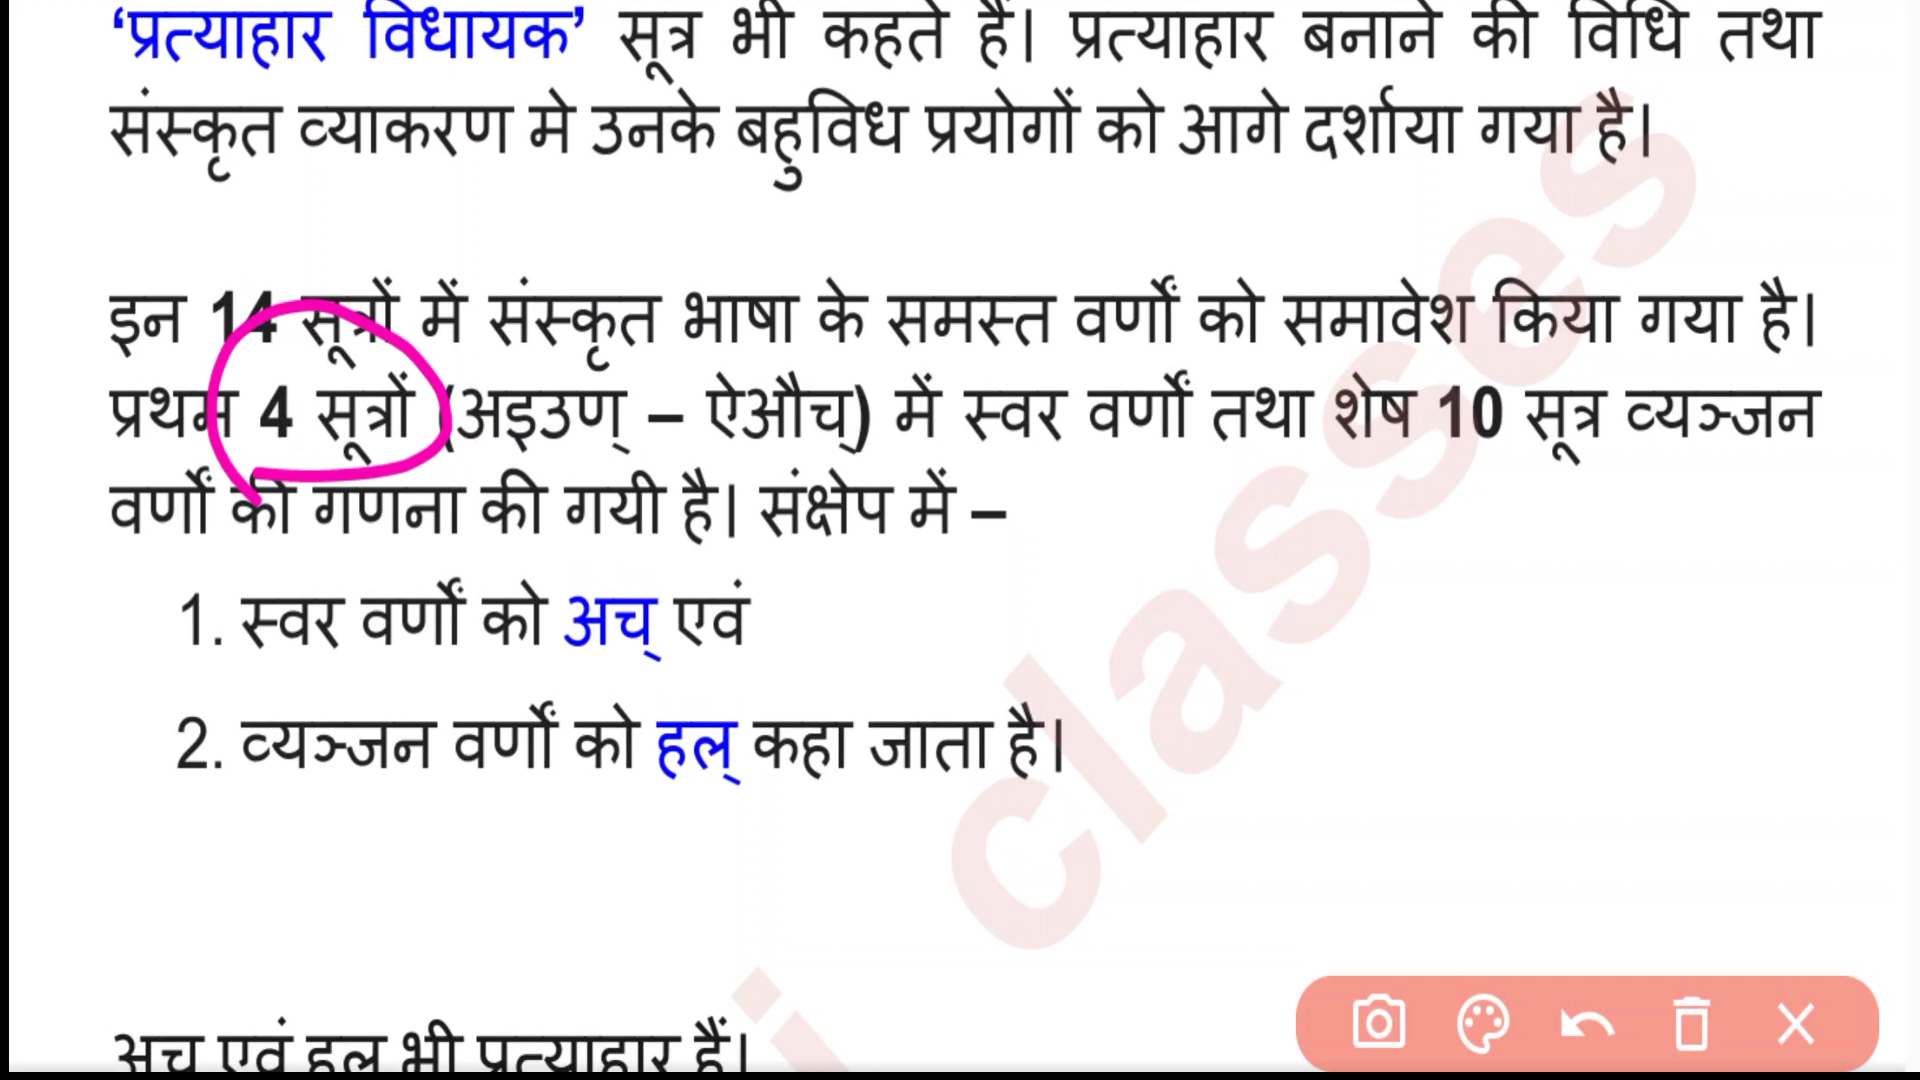 ‘प्रत्याहार विधायक’ सूत्र भी कहते हैं। प्रत्याहार बनाने की विधि तथा
संस्कृत व्याकरण मे उनके बहुविध प्रयोगों को आगे दर्शाया गया है।
इन 14 सूत्रों में संस्कृत भाषा के समस्त वर्णों को समावेश किया गया है।
प्रथम 4 सूत्रों (अइउण् – ऐऔच्) में स्वर वर्णों तथा शेष 10 सूत्र व्यञ्जन
वर्णों की गणना की गयी है। संक्षेप में –
1. स्वर वर्णों को अच् एवं
2. व्यञ्जन वर्णों को हल् कहा जाता है।
अच् एवं हल् भी प्रत्याहार हैं।
classes